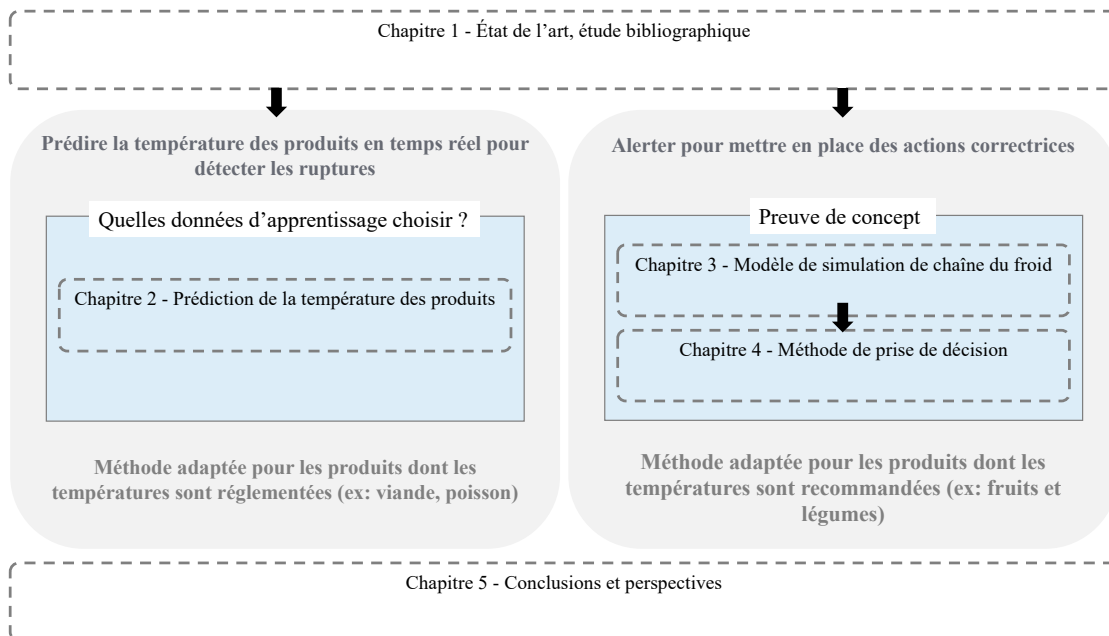 Chapitre 1 - État de l’art, étude bibliographique
Prédire la température des produits en temps réel pour
détecter les ruptures
Quelles données d’apprentissage choisir ?
Chapitre 2 - Prédiction de la température des produits
Méthode adaptée pour les produits dont les
températures sont réglementées (ex: viande, poisson)
Alerter pour mettre en place des actions correctrices
Preuve de concept
Chapitre 3 - Modèle de simulation de chaîne du froid
Chapitre 4 - Méthode de prise de décision
Méthode adaptée pour les produits dont les
températures sont recommandées (ex: fruits et
légumes)
Chapitre 5 - Conclusions et perspectives